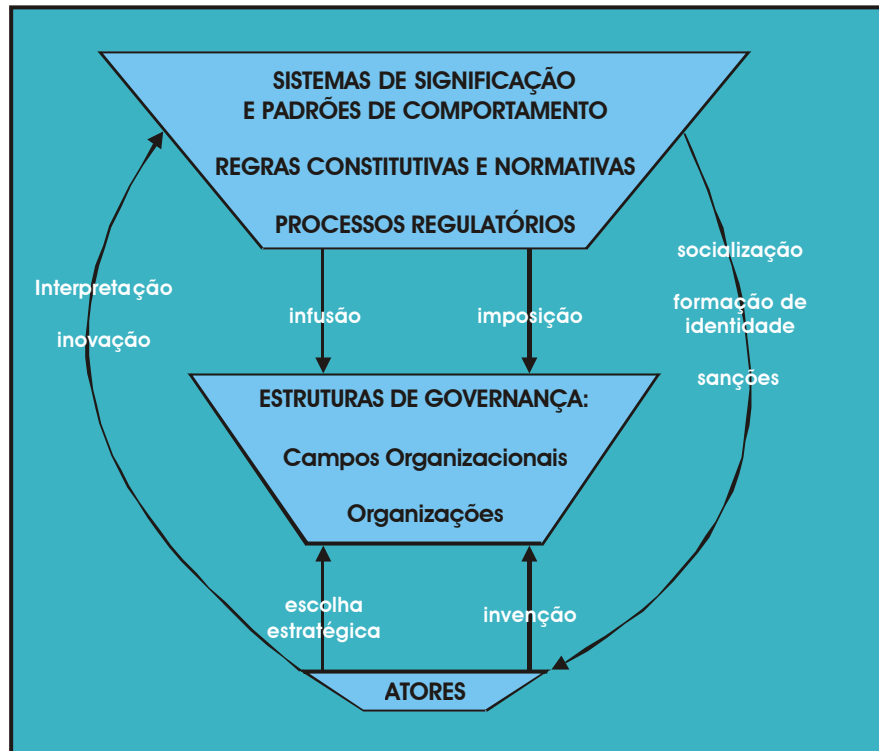 SISTEMAS DE SIGNIFICAÇÃO
E PADRÕES DE COMPORTAMENTO
REGRAS CONSTITUTIVAS E NORMATIVAS
PROCESSOS REGULATÓRIOS
Interpretação
inovação
infusão
imposição
socialização
formação de
identidade
sanções
ESTRUTURAS DE GOVERNANÇA:
Campos Organizacionais
Organizações
escolha
estratégica
invenção
ATORES